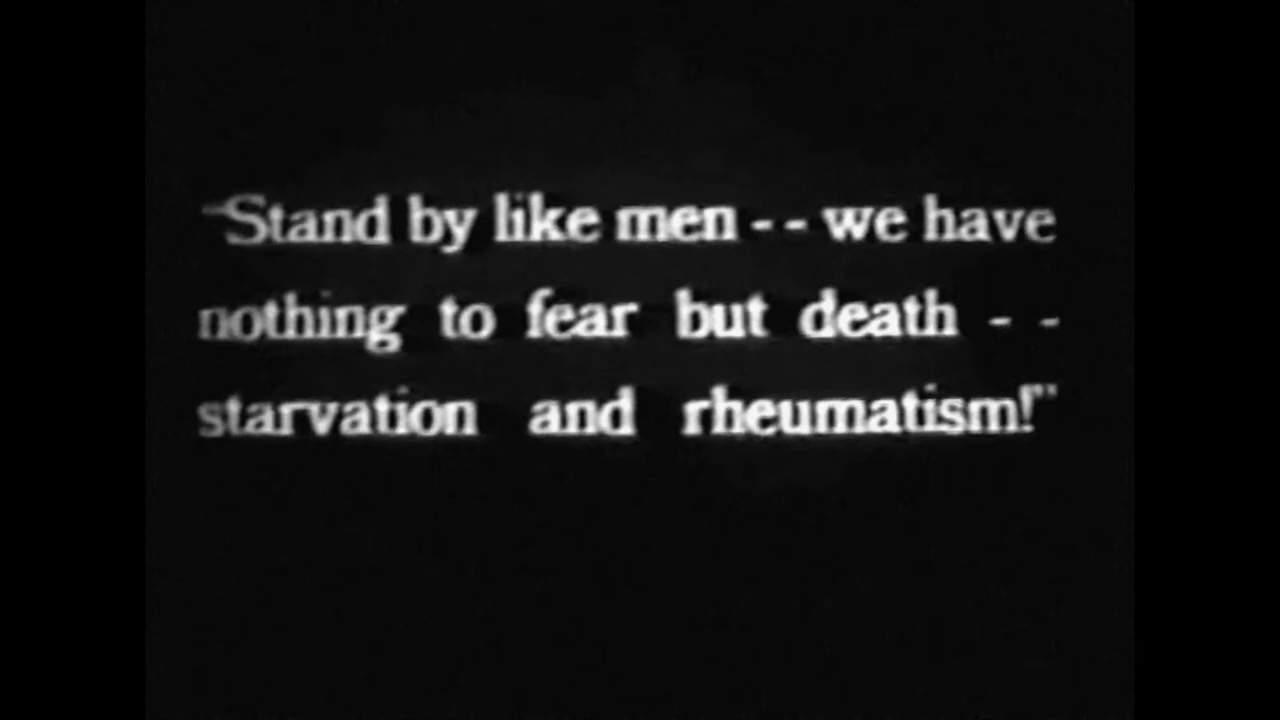 "Stand by like men -- we have
nothing to fear but death --
starvation and rheumatism!"